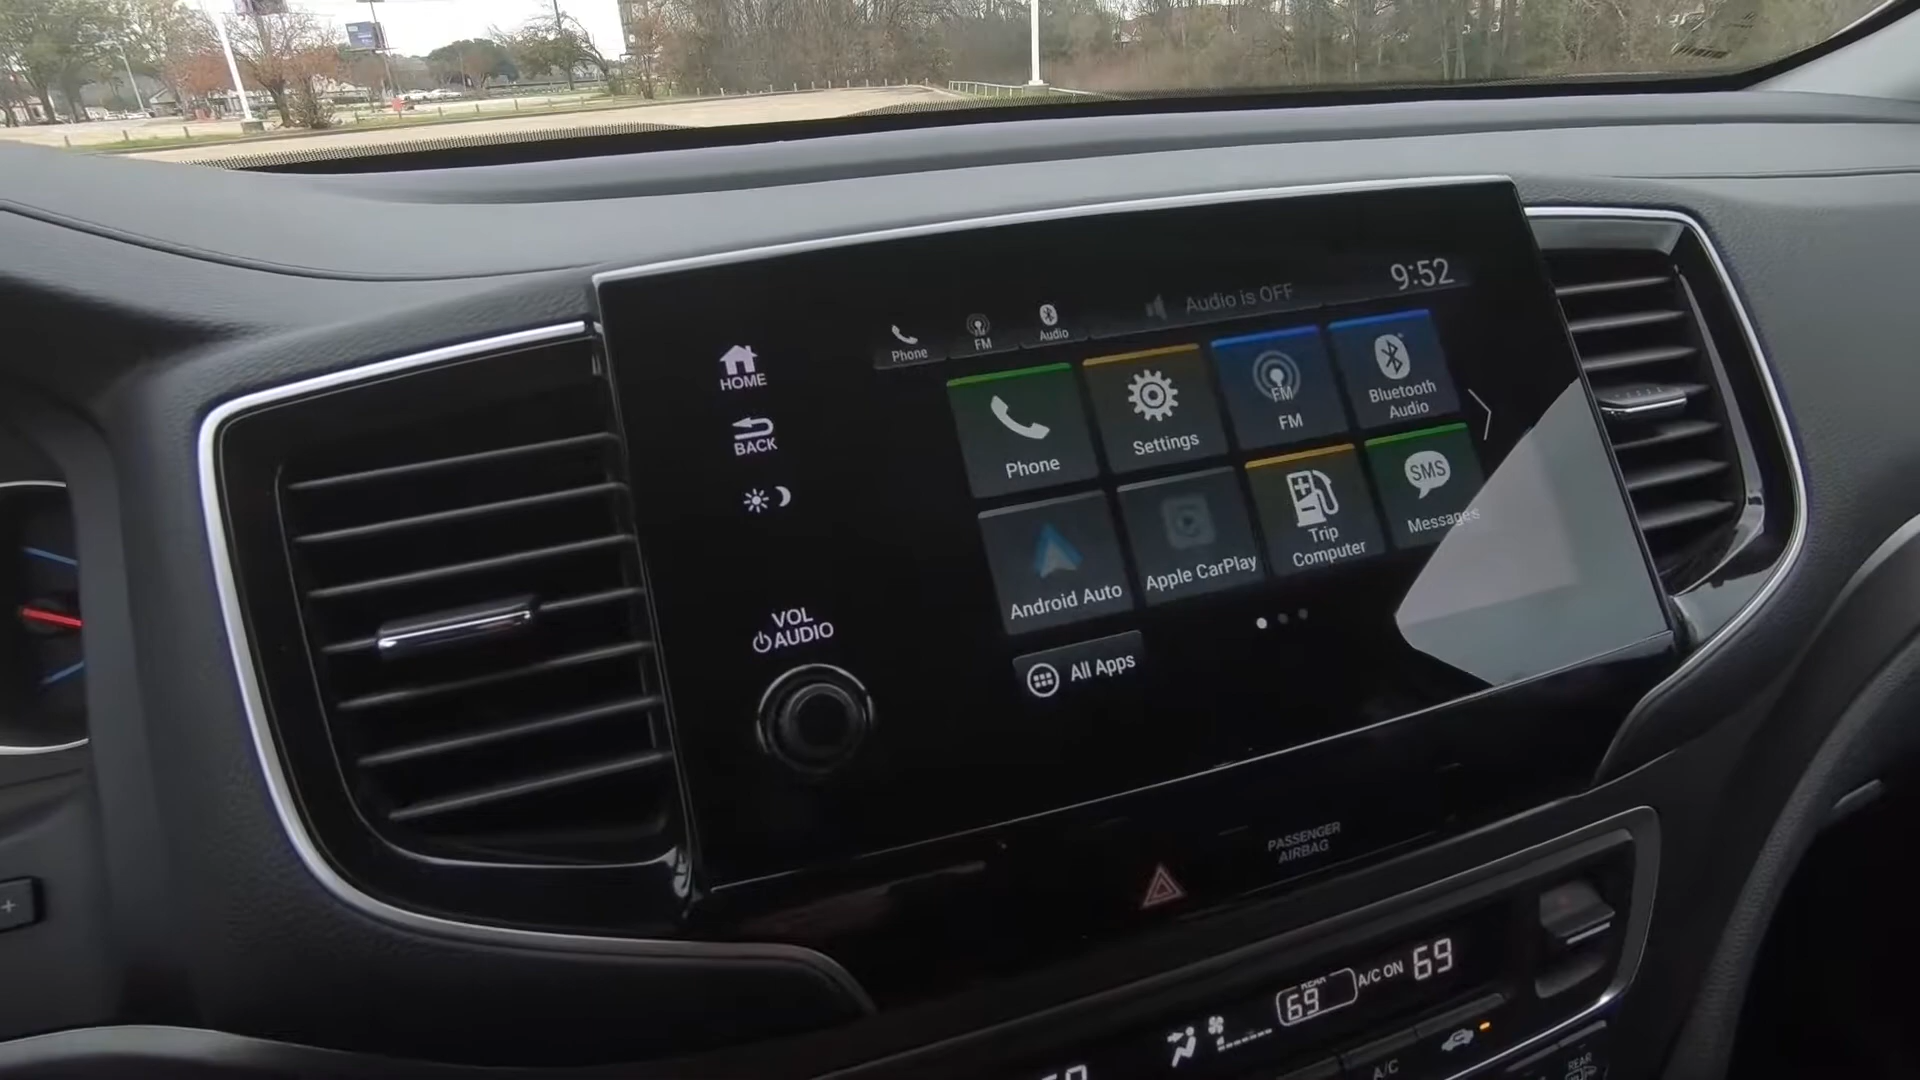 9:52
Audio is OFF
Phone
FM
Audio
HOME
BACK
Phone
Settings
FM
FM
Bluetooth
Audio
Android Auto
Apple CarPlay
Trip
Computer
SMS
Messages
All Apps
VOL
AUDIO
PASSENGER
AIRBAG
REAR
69
A/C ON
69
A/C
REAR
+